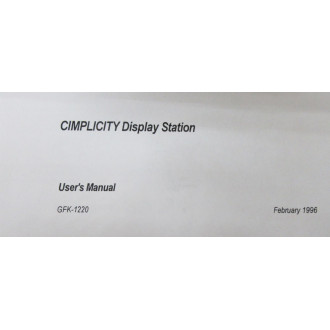 CIMPLICITY Display Station
User's Manual
GFK-1220 February 1996